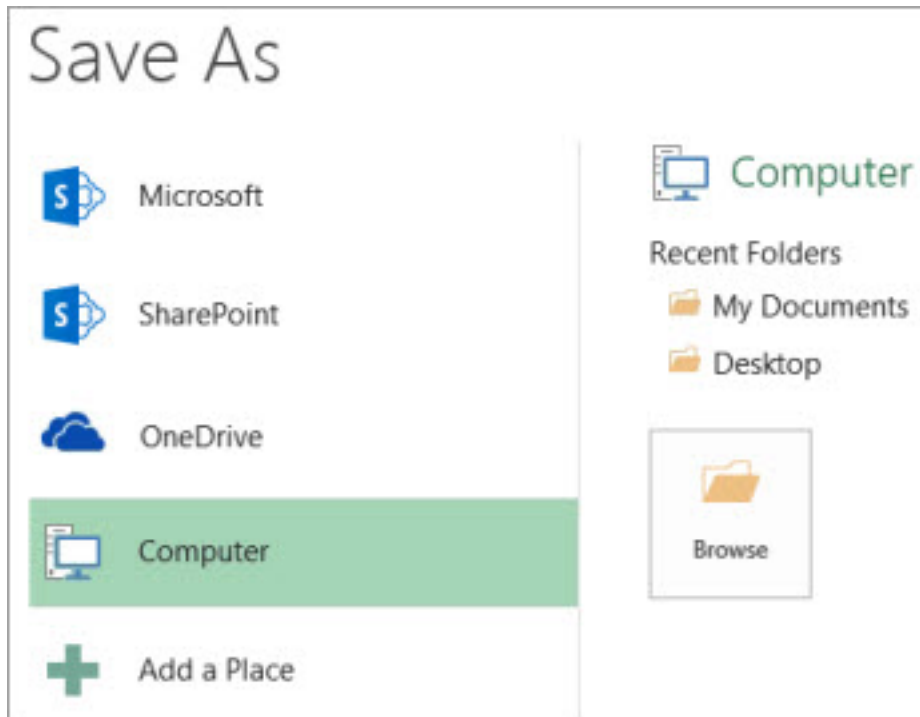 Save As
Microsoft
SharePoint
OneDrive
Computer
Add a Place
Computer
Recent Folders
My Documents
Desktop
Browse